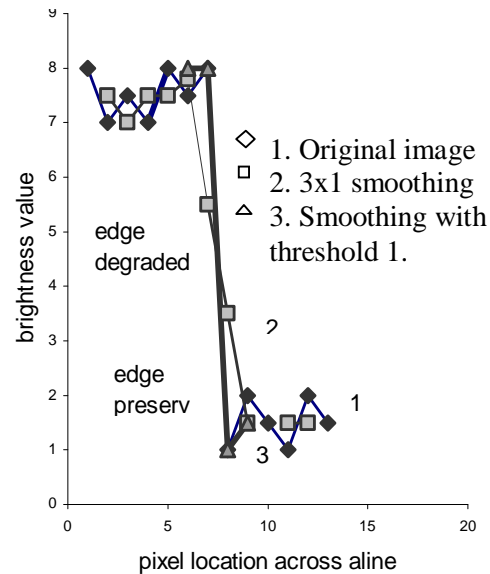 9
8
7
6
5
4
3
2
1
0
0 5 10 15 20
brightness value
pixel location across aline
edge
degraded
edge
preserv
1. Original image
2. 3x1 smoothing
3. Smoothing with
threshold 1.
2
1
3